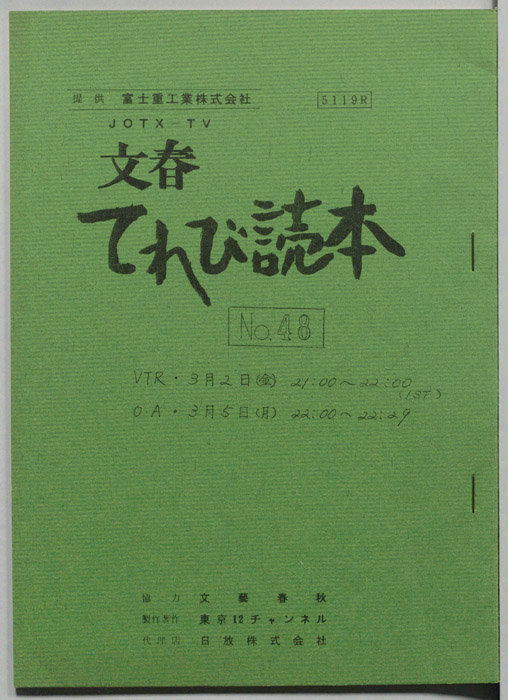 提供 富士重工業株式会社 5119R
JOTX-TV
文春
てれび読本
No.48
VTR・3月2日(金) 21:00~22:00
(1ST.)
OA・3月5日(月) 22:00~22:29
協力 文藝春秋
製作著作 東京12チャンネル
代理店 日放株式会社